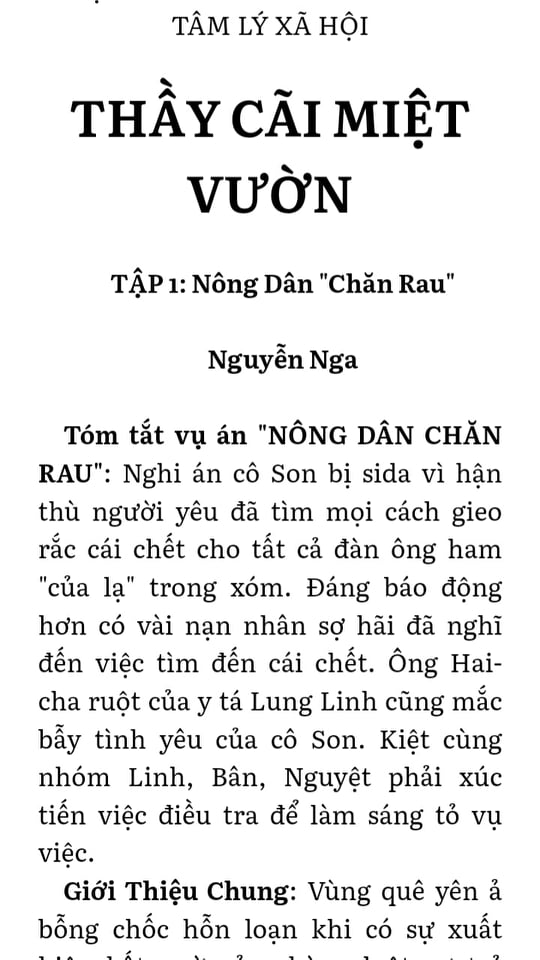 TÂM LÝ XÃ HỘI
THẦY CÃI MIỆT
VƯỜN
TẬP 1: Nông Dân "Chăn Rau"
Nguyễn Nga
Tóm tắt vụ án "NÔNG DÂN CHĂN
RAU": Nghi án cô Son bị sida vì hận
thù người yêu đã tìm mọi cách gieo
rắc cái chết cho tất cả đàn ông ham
"của lạ" trong xóm. Đáng báo động
hơn có vài nạn nhân sợ hãi đã nghĩ
đến việc tìm đến cái chết. Ông Hai-
cha ruột của y tá Lung Linh cũng mắc
bẫy tình yêu của cô Son. Kiệt cùng
nhóm Linh, Bân, Nguyệt phải xúc
tiến việc điều tra để làm sáng tỏ vụ
việc.
Giới Thiệu Chung: Vùng quê yên ả
bỗng chốc hỗn loạn khi có sự xuất